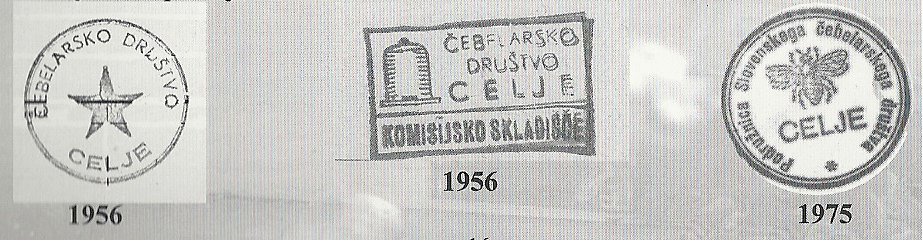 ČEBELARSKO DRUŠTVO
CELJE
1956
ČEBELARSKO
DRUŠTVO
CELJE
KOMISIJSKO SKLADIŠČE
1956
Podružnica Slovenskega čebelarskega društva
CELJE
*
1975